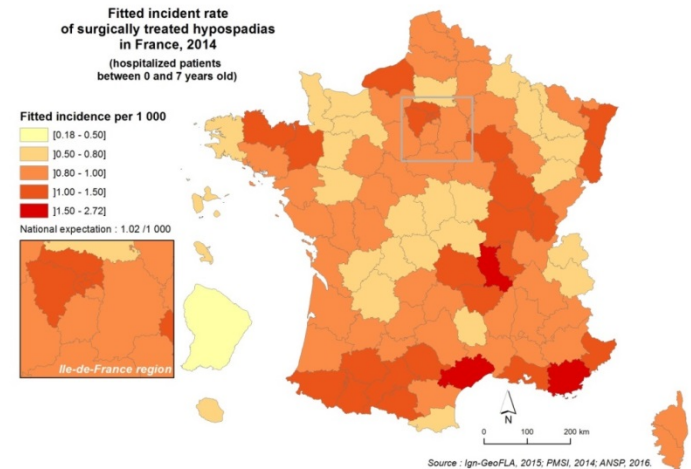 Fitted incident rate
of surgically treated hypospadias
in France, 2014
(hospitalized patients
between 0 and 7 years old)
Fitted incidence per 1 000
[0.18 - 0.50]
]0.50 - 0.80]
]0.80 - 1.00]
]1.00 - 1.50]
]1.50 - 2.72]
National expectation : 1.02 /1 000
Ile-de-France region
N
0 100 200 km
Source : Ign-GeoFLA, 2015; PMSI, 2014; ANSP, 2016.